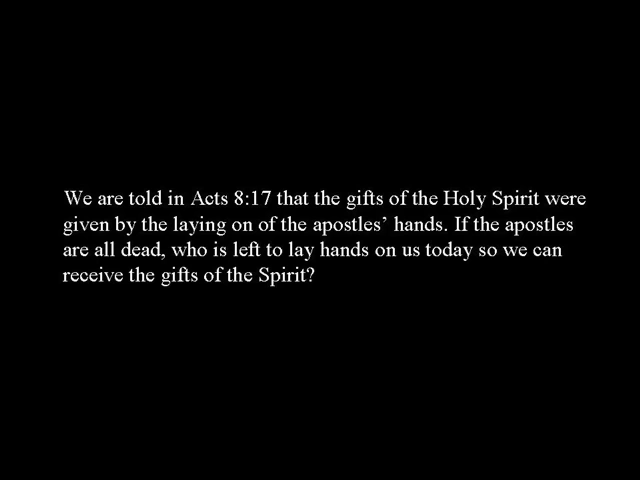 We are told in Acts 8:17 that the gifts of the Holy Spirit were
given by the laying on of the apostles’ hands. If the apostles
are all dead, who is left to lay hands on us today so we can
receive the gifts of the Spirit?